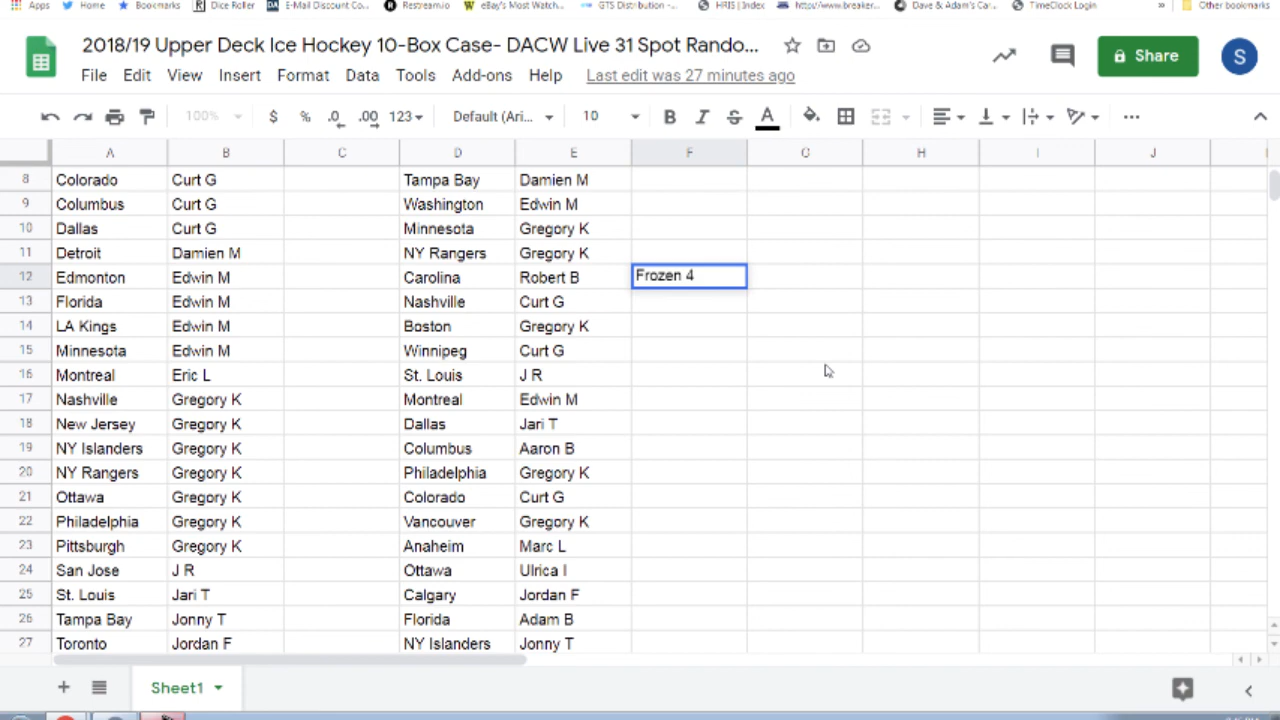 Apps Twitter Home Bookmarks Dice Roller E-Mail Discount Co... Restream.io eBay's Most Watch... GTS Distribution -... HRIS | Index http://www.breaker... Dave & Adam's Car... TimeClock Login » Other bookmarks
2018/19 Upper Deck Ice Hockey 10-Box Case- DACW Live 31 Spot Rando...
Share
S
File Edit View Insert Format Data Tools Add-ons Help Last edit was 27 minutes ago
100% $ % .0 .00 123 Default (Ari... 10 B I S A ...
A B C D E F G H I J
8 Colorado Curt G Tampa Bay Damien M
9 Columbus Curt G Washington Edwin M
10 Dallas Curt G Minnesota Gregory K
11 Detroit Damien M NY Rangers Gregory K
12 Edmonton Edwin M Carolina Robert B Frozen 4
13 Florida Edwin M Nashville Curt G
14 LA Kings Edwin M Boston Gregory K
15 Minnesota Edwin M Winnipeg Curt G
16 Montreal Eric L St. Louis J R
17 Nashville Gregory K Montreal Edwin M
18 New Jersey Gregory K Dallas Jari T
19 NY Islanders Gregory K Columbus Aaron B
20 NY Rangers Gregory K Philadelphia Gregory K
21 Ottawa Gregory K Colorado Curt G
22 Philadelphia Gregory K Vancouver Gregory K
23 Pittsburgh Gregory K Anaheim Marc L
24 San Jose J R Ottawa Ulrica I
25 St. Louis Jari T Calgary Jordan F
26 Tampa Bay Jonny T Florida Adam B
27 Toronto Jordan F NY Islanders Jonny T
Sheet1